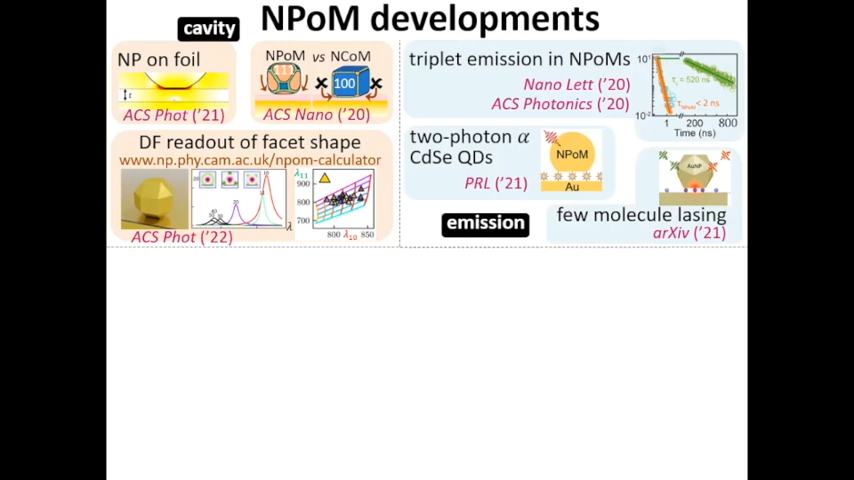 NPoM developments
cavity
NP on foil
t
ACS Phot ('21)
NPoM vs NCoM
100
ACS Nano ('20)
DF readout of facet shape
www.np.phy.cam.ac.uk/npom-calculator
λ
λ11
900
800
700
800 λ10 850
ACS Phot ('22)
triplet emission in NPoMs
Nano Lett ('20)
ACS Photonics ('20)
= 520 ns
< 2 ns
1 200 800
Time (ns)
two-photon α
CdSe QDs
PRL ('21)
NPoM
Au
AuNP
emission
few molecule lasing
arXiv ('21)